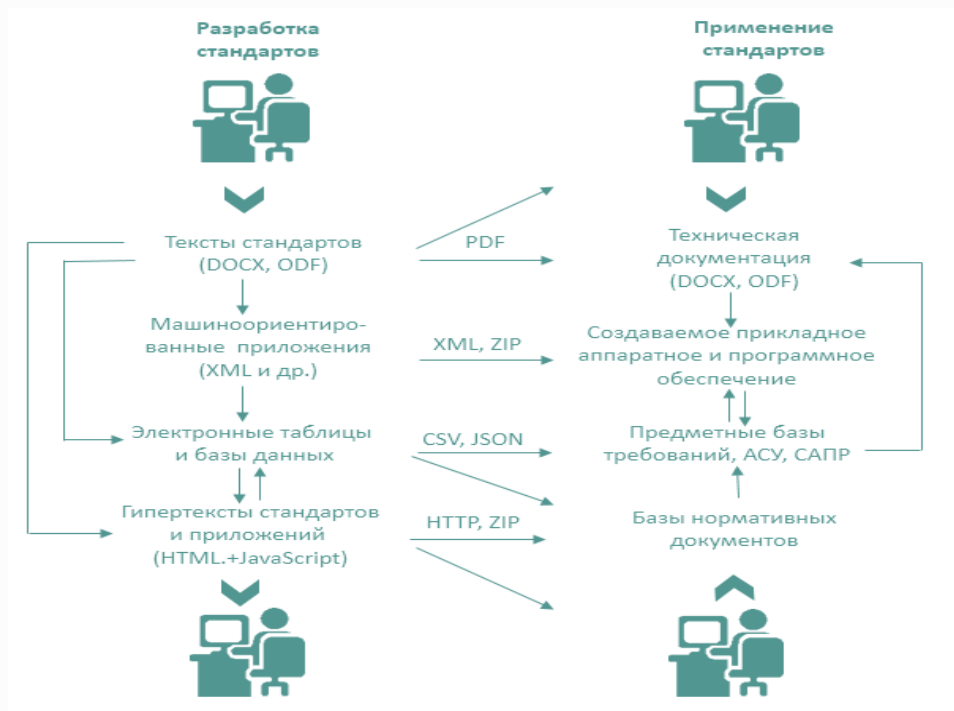 Разработка
стандартов
Применение
стандартов
Тексты стандартов
(DOCX, ODF)
PDF
Техническая
документация
(DOCX, ODF)
Машиноориентиро-
ванные приложения
(XML и др.)
XML, ZIP
Создаваемое прикладное
аппаратное и программное
обеспечение
Электронные таблицы
и базы данных
CSV, JSON
Предметные базы
требований, АСУ, САПР
Гипертексты стандартов
и приложений
(HTML.+JavaScript)
HTTP, ZIP
Базы нормативных
документов